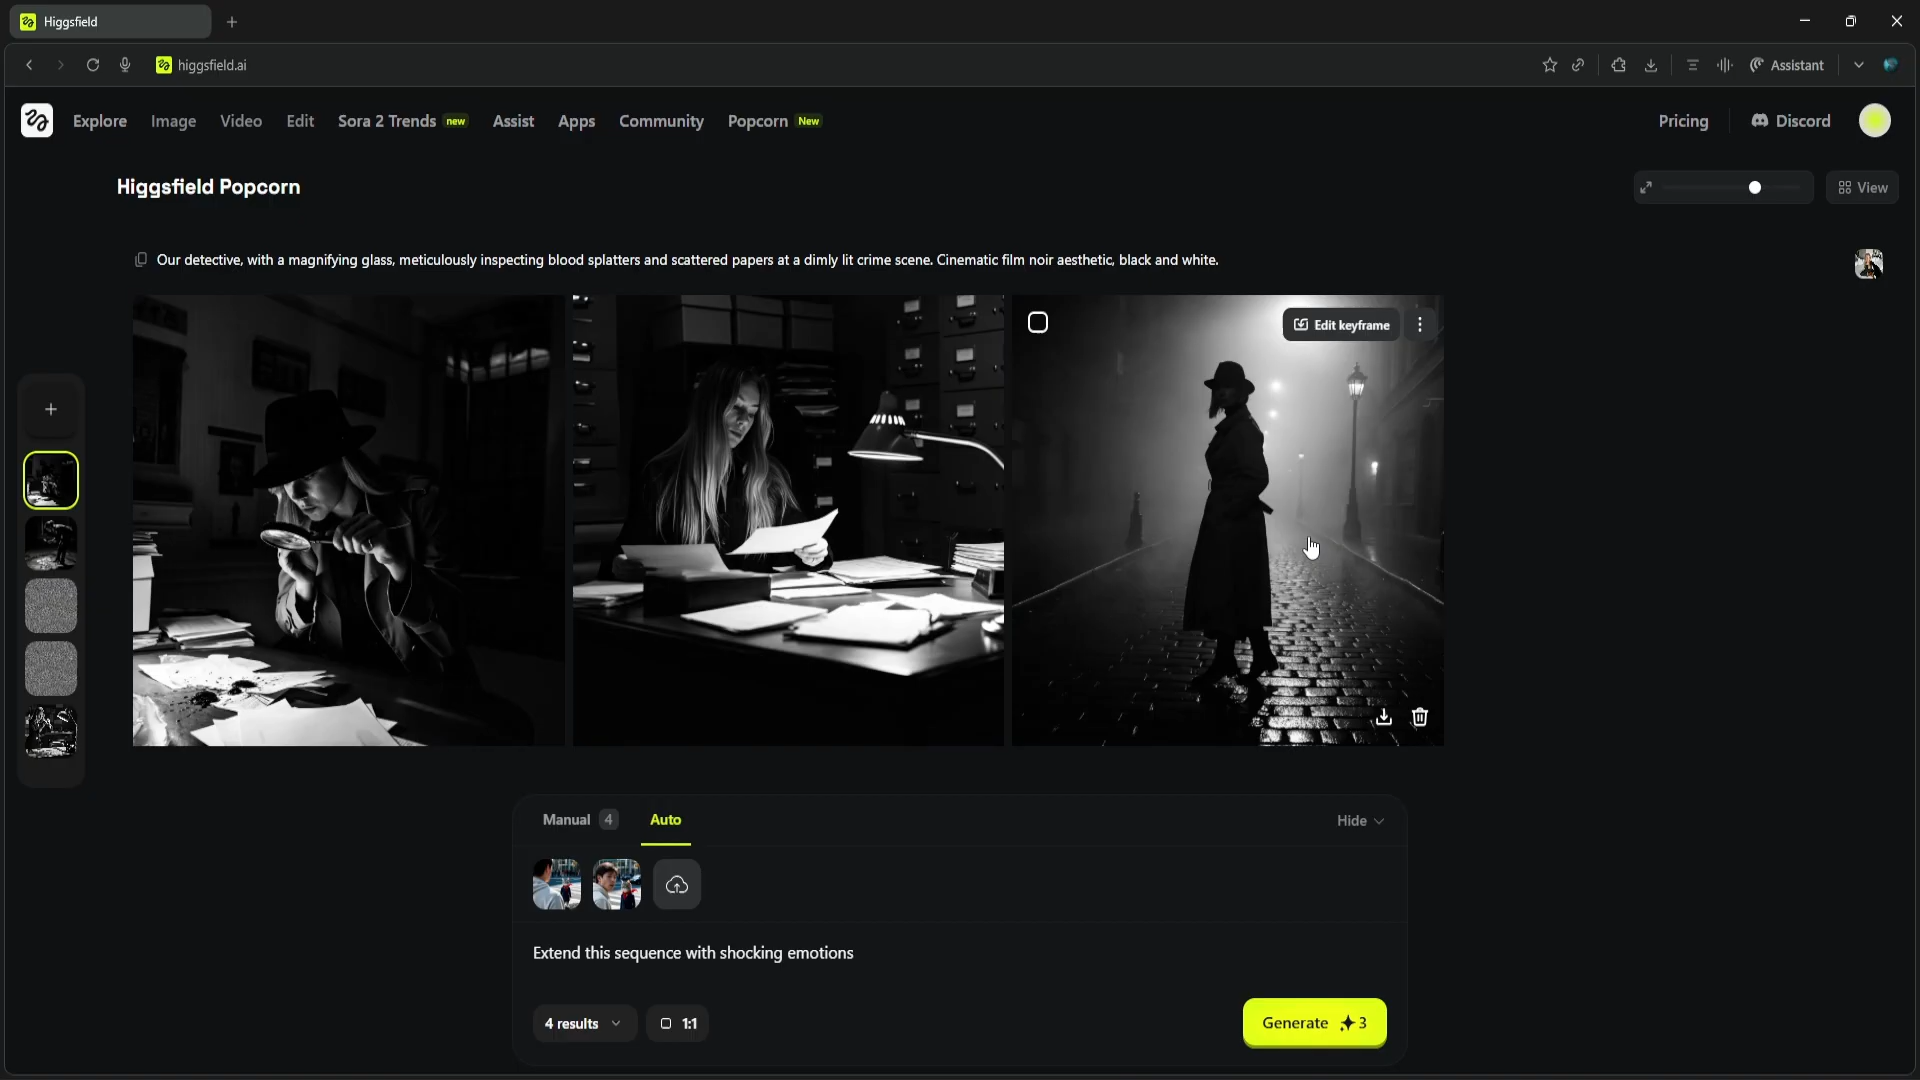 Higgsfield
higgsfield.ai
Assistant
Explore Image Video Edit Sora 2 Trends new Assist Apps Community Popcorn New Pricing Discord
Higgsfield Popcorn
View
Our detective, with a magnifying glass, meticulously inspecting blood splatters and scattered papers at a dimly lit crime scene. Cinematic film noir aesthetic, black and white.
Edit keyframe
Manual 4 Auto Hide
Extend this sequence with shocking emotions
4 results 1:1 Generate 3